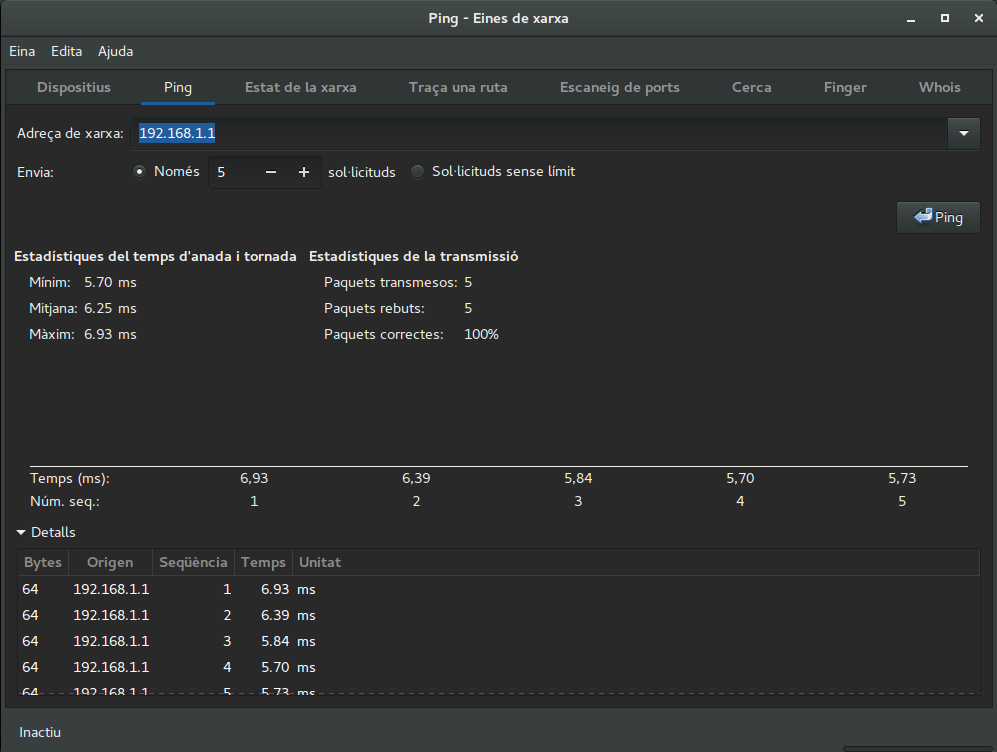 Ping - Eines de xarxa
Eina Edita Ajuda
Dispositius Ping Estat de la xarxa Traça una ruta Escaneig de ports Cerca Finger Whois
Adreça de xarxa: 192.168.1.1
Envia: Només 5 − + sol·licituds Sol·licituds sense límit
Ping
Estadístiques del temps d'anada i tornada Estadístiques de la transmissió
Mínim: 5.70 ms Paquets transmesos: 5
Mitjana: 6.25 ms Paquets rebuts: 5
Màxim: 6.93 ms Paquets correctes: 100%
Temps (ms): 6,93 6,39 5,84 5,70 5,73
Núm. seq.: 1 2 3 4 5
Detalls
Bytes Origen Seqüència Temps Unitat
64 192.168.1.1 1 6.93 ms
64 192.168.1.1 2 6.39 ms
64 192.168.1.1 3 5.84 ms
64 192.168.1.1 4 5.70 ms
64 192.168.1.1 5 5.73 ms
Inactiu